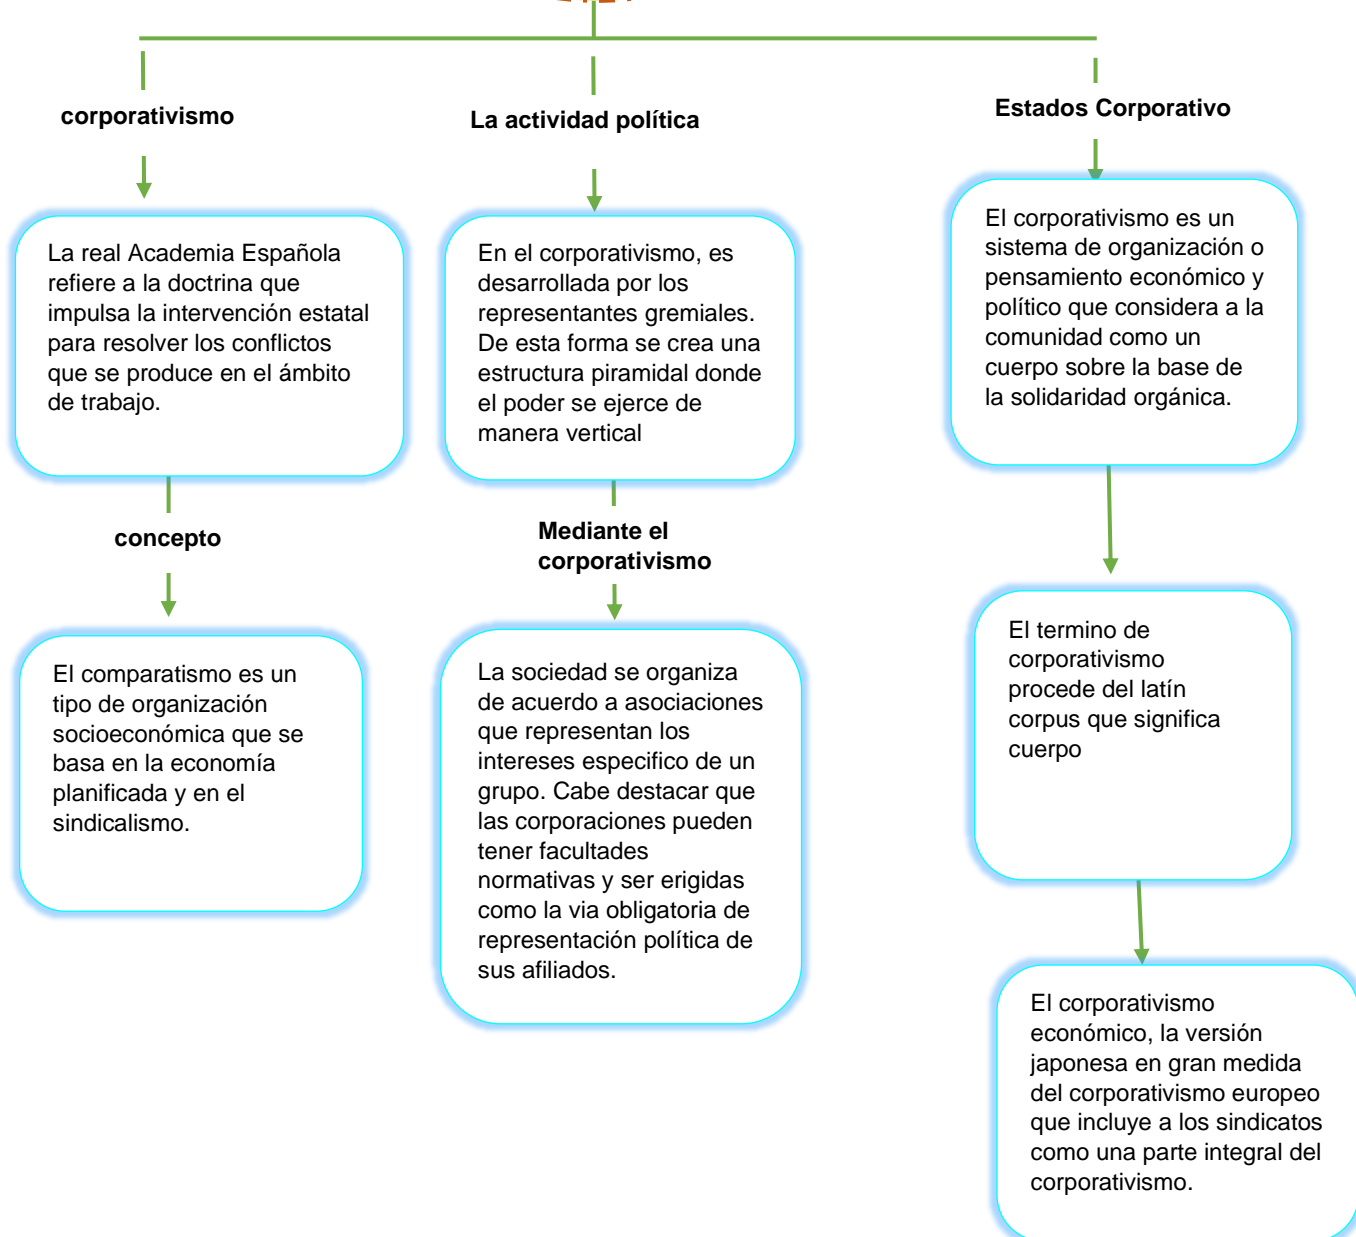 corporativismo
La real Academia Española
refiere a la doctrina que
impulsa la intervención estatal
para resolver los conflictos
que se produce en el ámbito
de trabajo.
concepto
El comparatismo es un
tipo de organización
socioeconómica que se
basa en la economía
planificada y en el
sindicalismo.
La actividad política
En el corporativismo, es
desarrollada por los
representantes gremiales.
De esta forma se crea una
estructura piramidal donde
el poder se ejerce de
manera vertical
Mediante el
corporativismo
La sociedad se organiza
de acuerdo a asociaciones
que representan los
intereses especifico de un
grupo. Cabe destacar que
las corporaciones pueden
tener facultades
normativas y ser erigidas
como la via obligatoria de
representación política de
sus afiliados.
Estados Corporativo
El corporativismo es un
sistema de organización o
pensamiento económico y
político que considera a la
comunidad como un
cuerpo sobre la base de
la solidaridad orgánica.
El termino de
corporativismo
procede del latín
corpus que significa
cuerpo
El corporativismo
económico, la versión
japonesa en gran medida
del corporativismo europeo
que incluye a los sindicatos
como una parte integral del
corporativismo.